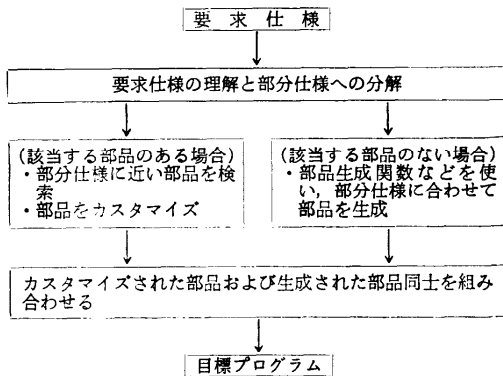 要求仕様
要求仕様の理解と部分仕様への分解
(該当する部品のある場合)
・部分仕様に近い部品を検
索
・部品をカスタマイズ
(該当する部品のない場合)
・部品生成関数などを使
い,部分仕様に合わせて
部品を生成
カスタマイズされた部品および生成された部品同士を組み
合わせる
目標プログラム